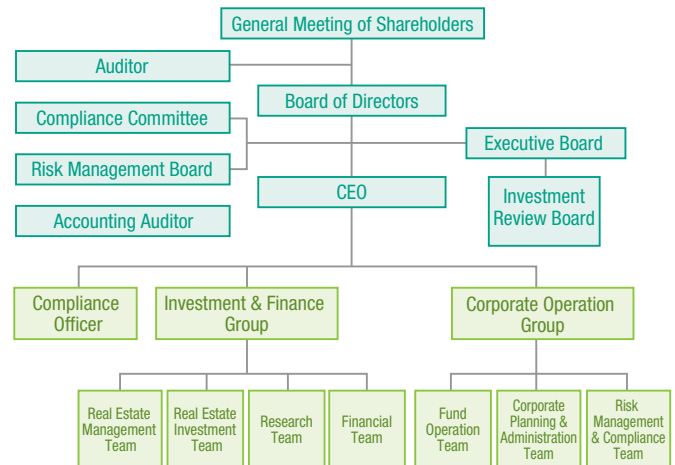 General Meeting of Shareholders
Auditor
Board of Directors
Compliance Committee
Executive Board
Risk Management Board
CEO
Investment
Review Board
Accounting Auditor
Compliance
Officer
Investment & Finance
Group
Corporate Operation
Group
Real Estate
Management
Team
Real Estate
Investment
Team
Research
Team
Financial
Team
Fund
Operation
Team
Corporate
Planning &
Administration
Team
Risk
Management
& Compliance
Team